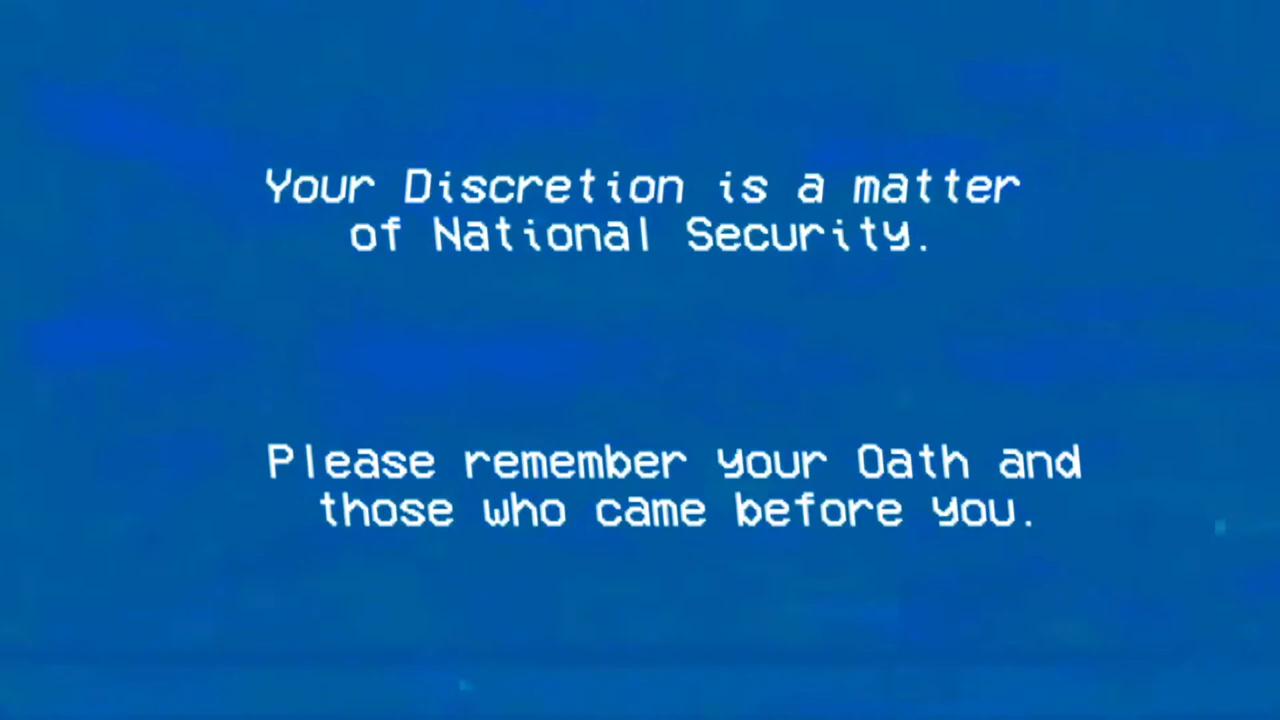 Your Discretion is a matter
of National Security.
Please remember your Oath and
those who came before you.